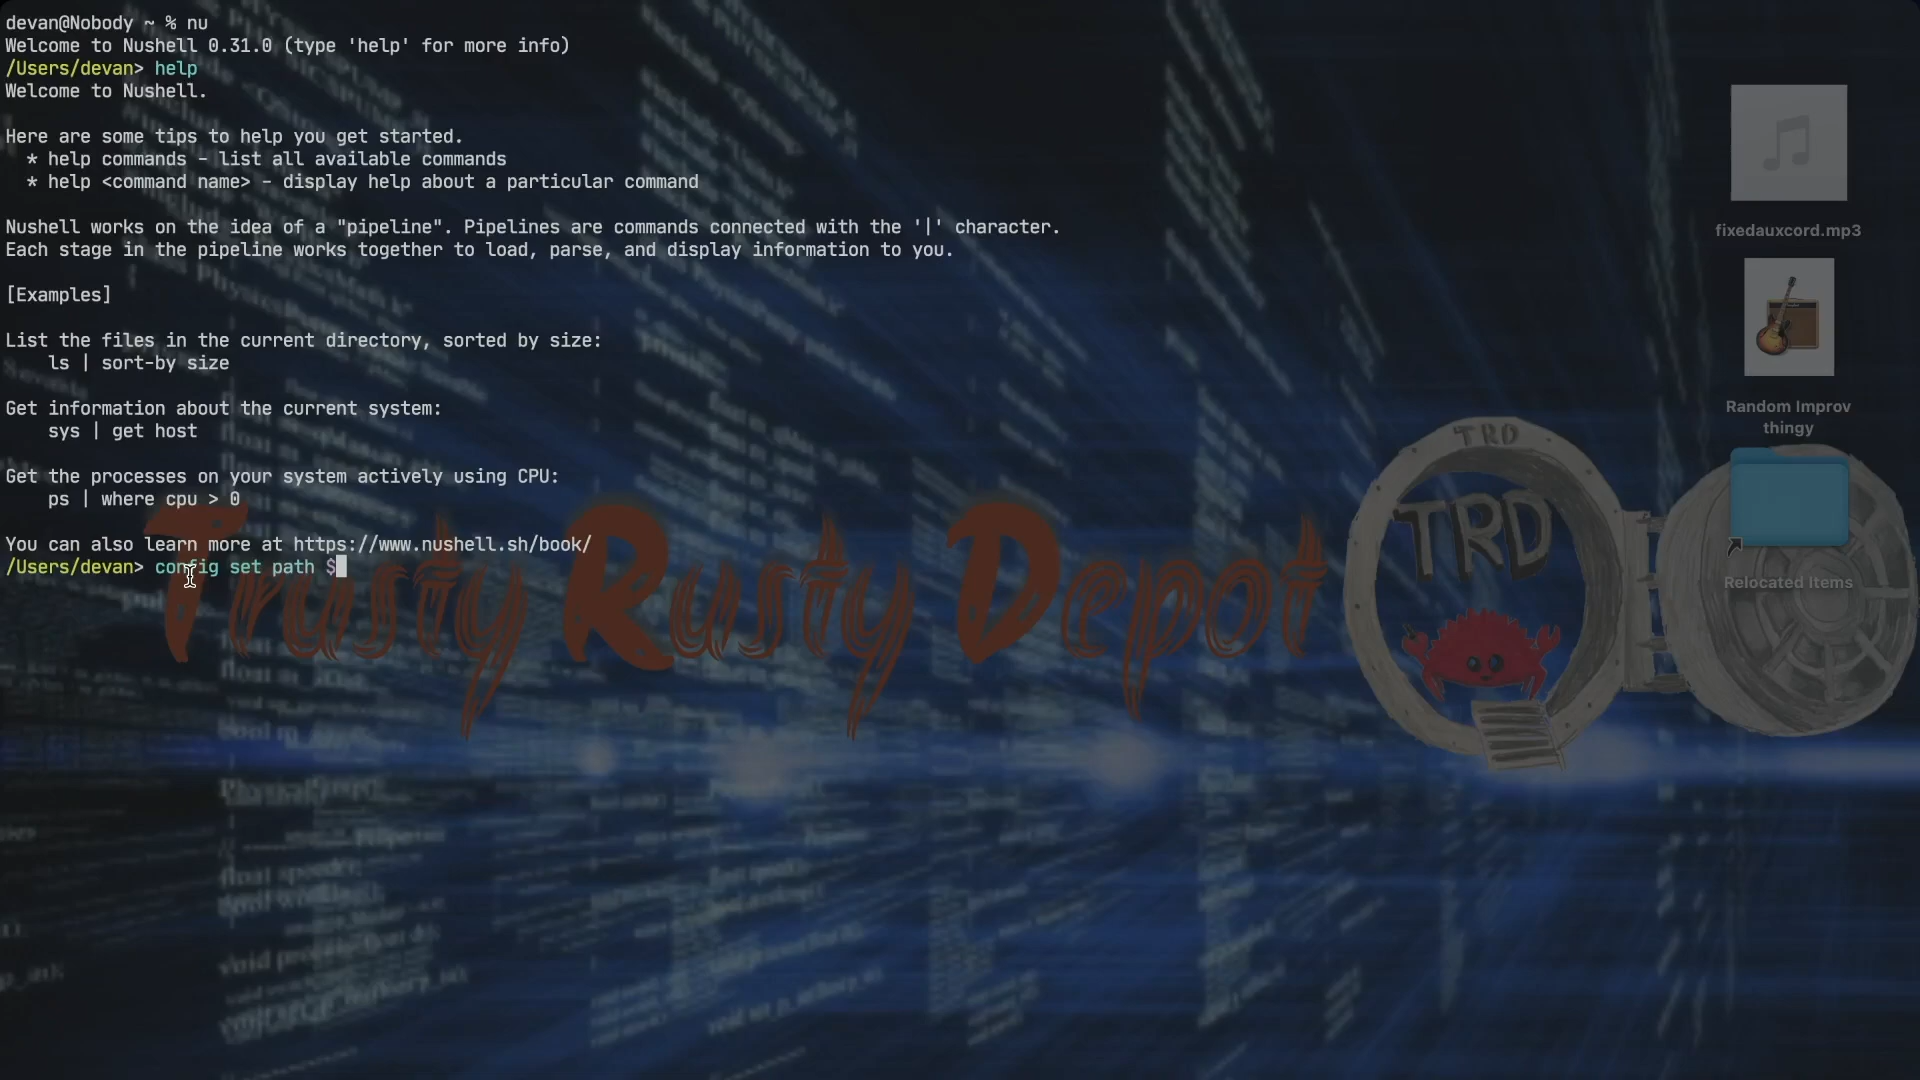 devan@Nobody ~ % nu
Welcome to Nushell 0.31.0 (type 'help' for more info)
/Users/devan> help
Welcome to Nushell.
Here are some tips to help you get started.
* help commands - list all available commands
* help <command name> - display help about a particular command
Nushell works on the idea of a "pipeline". Pipelines are commands connected with the '|' character.
Each stage in the pipeline works together to load, parse, and display information to you.
[Examples]
List the files in the current directory, sorted by size:
ls | sort-by size
Get information about the current system:
sys | get host
Get the processes on your system actively using CPU:
ps | where cpu > 0
You can also learn more at https://www.nushell.sh/book/
/Users/devan> config set path $
Trusty Rusty Depot
TRD
TRD
fixedauxcord.mp3
Random Improv
thingy
Relocated Items